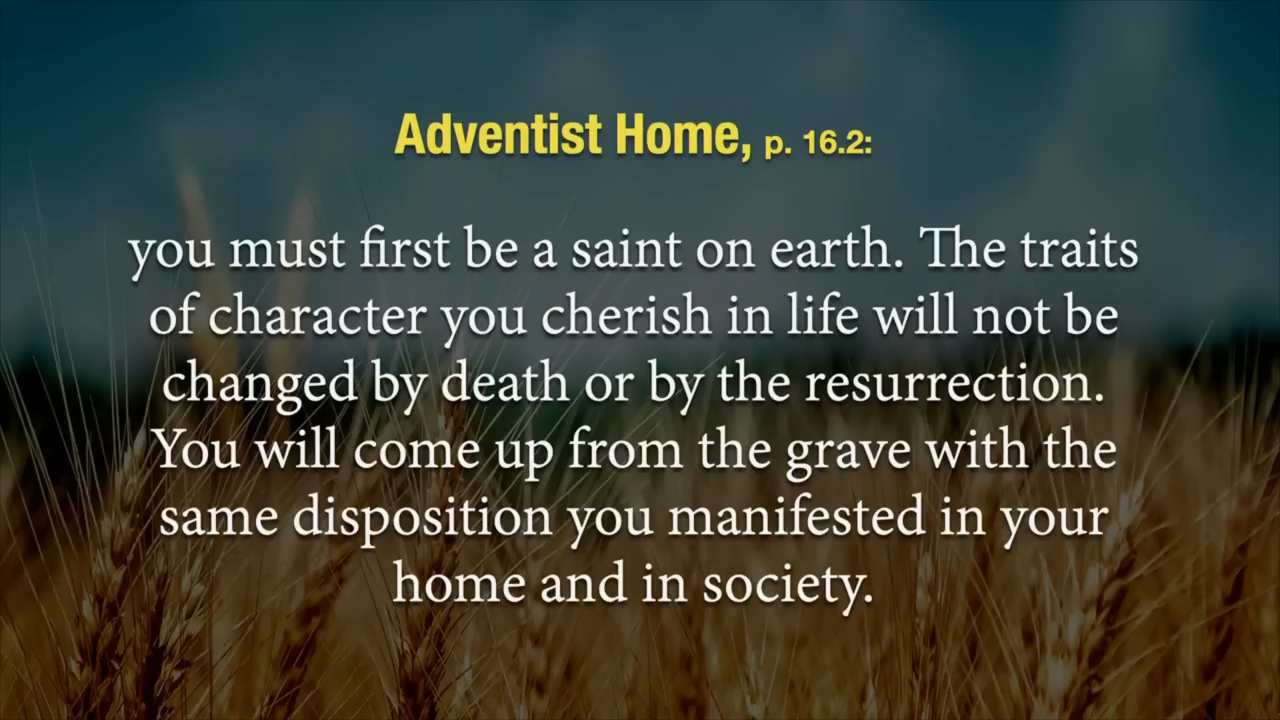 Adventist Home, p. 16.2:
you must first be a saint on earth. The traits
of character you cherish in life will not be
changed by death or by the resurrection.
You will come up from the grave with the
same disposition you manifested in your
home and in society.